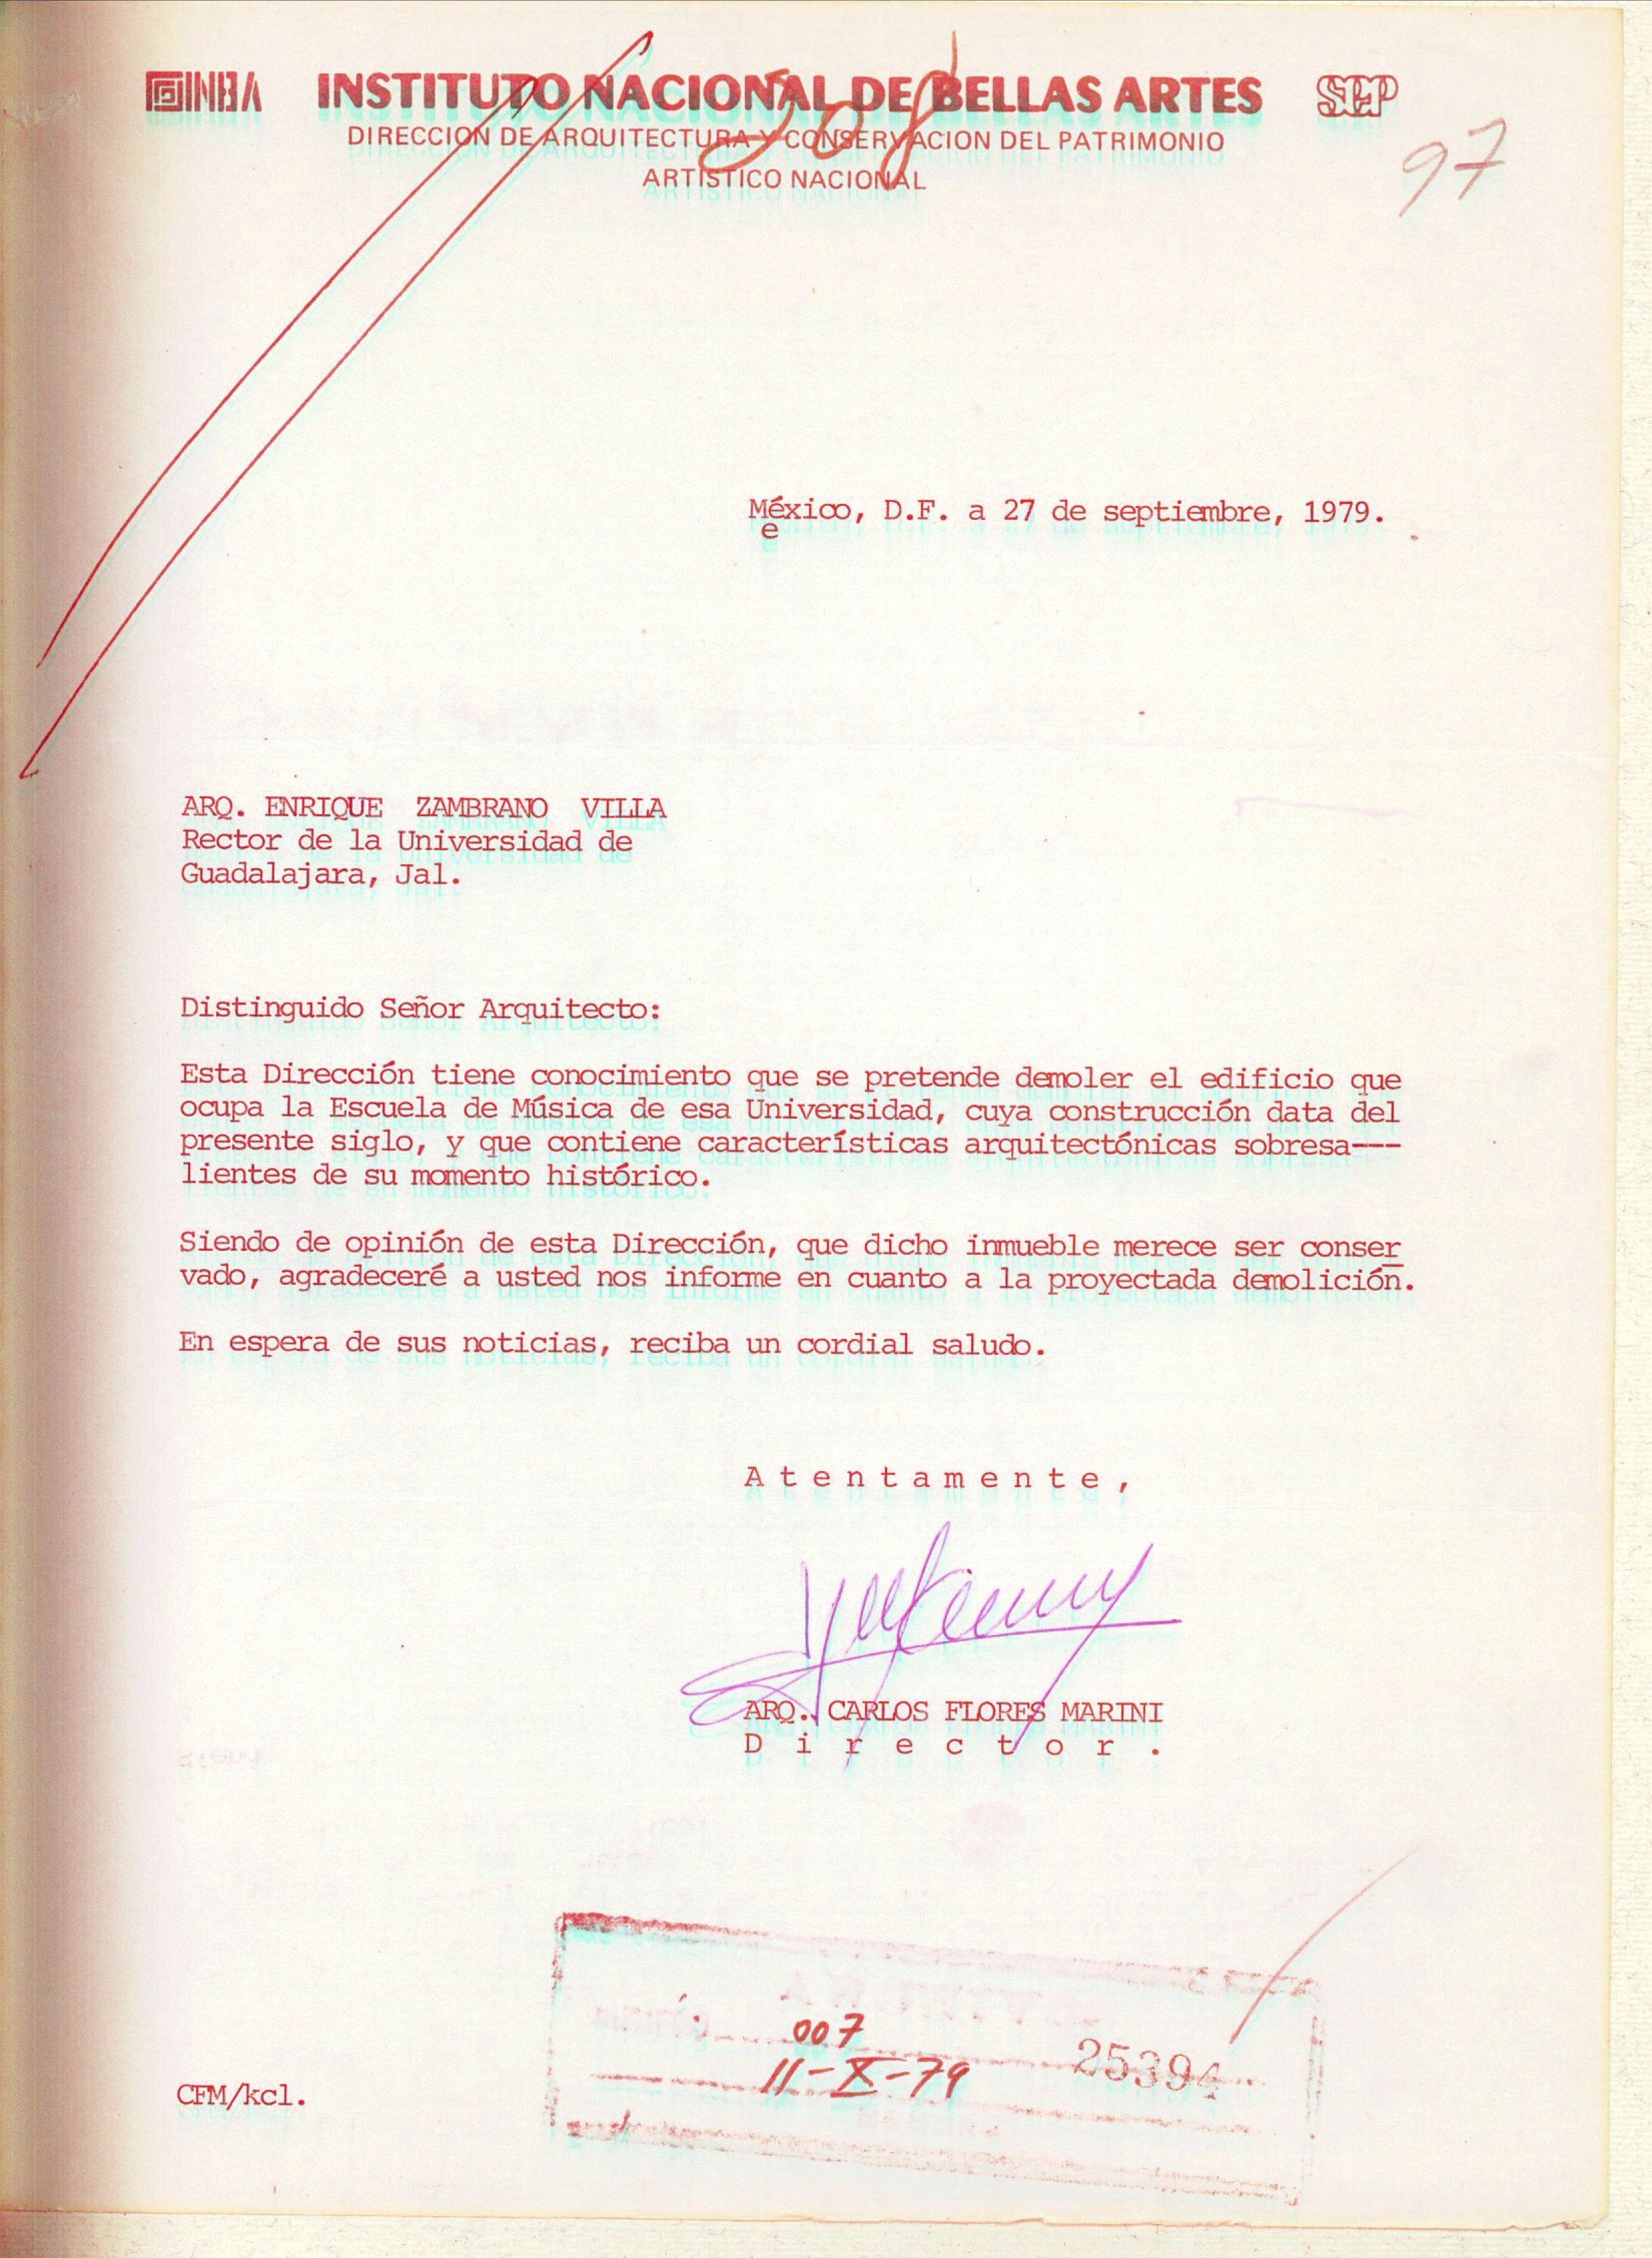 INBA INSTITUTO NACIONAL DE BELLAS ARTES SEP
DIRECCION DE ARQUITECTURA Y CONSERVACION DEL PATRIMONIO
ARTISTICO NACIONAL
508
97
México, D.F. a 27 de septiembre, 1979.
e
ARQ. ENRIQUE ZAMBRANO VILLA
Rector de la Universidad de
Guadalajara, Jal.
Distinguido Señor Arquitecto:
Esta Dirección tiene conocimiento que se pretende demoler el edificio que
ocupa la Escuela de Música de esa Universidad, cuya construcción data del
presente siglo, y que contiene características arquitectónicas sobresa---
lientes de su momento histórico.
Siendo de opinión de esta Dirección, que dicho inmueble merece ser conser
vado, agradeceré a usted nos informe en cuanto a la proyectada demolición.
En espera de sus noticias, reciba un cordial saludo.
A t e n t a m e n t e ,
ARQ. CARLOS FLORES MARINI
D i r e c t o r .
007
11-X-79
25394
CFM/kcl.